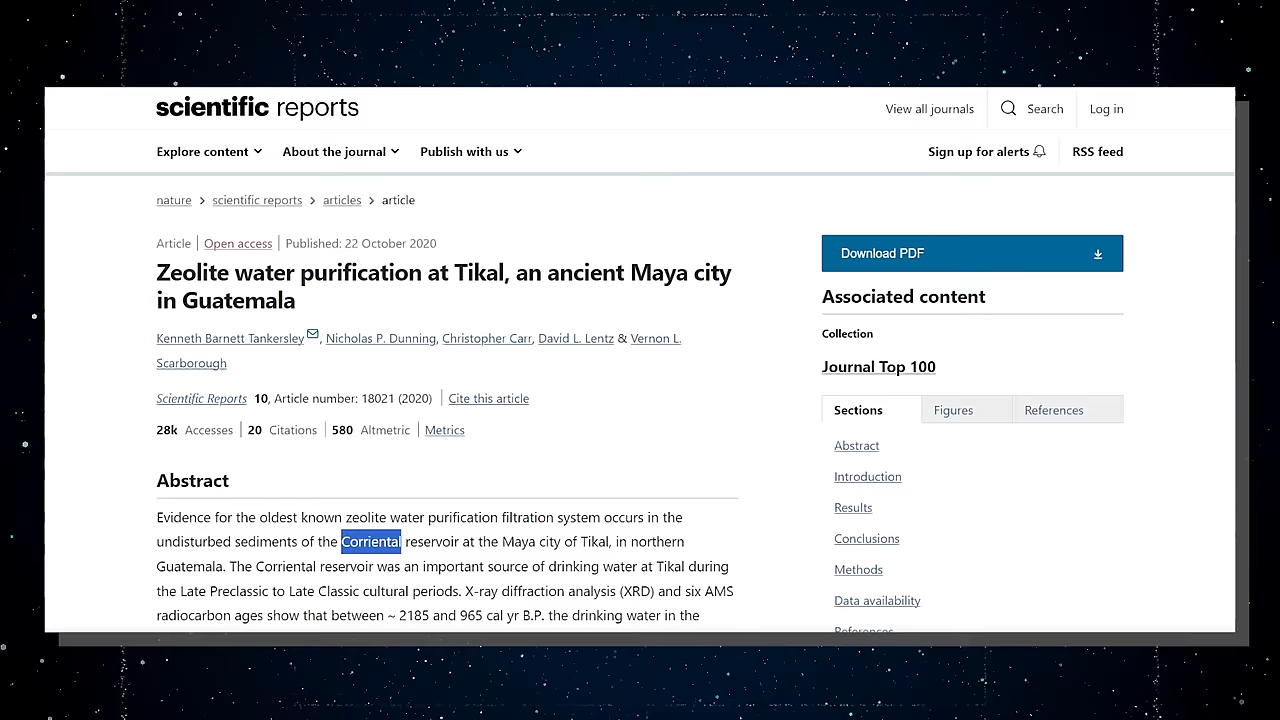 scientific reports
View all journals
Search
Log in
Explore content
About the journal
Publish with us
Sign up for alerts
RSS feed
nature > scientific reports > articles > article
Article | Open access | Published: 22 October 2020
Zeolite water purification at Tikal, an ancient Maya city
in Guatemala
Kenneth Barnett Tankersley, Nicholas P. Dunning, Christopher Carr, David L. Lentz & Vernon L.
Scarborough
Scientific Reports 10, Article number: 18021 (2020) | Cite this article
28k Accesses | 20 Citations | 580 Altmetric | Metrics
Abstract
Evidence for the oldest known zeolite water purification filtration system occurs in the
undisturbed sediments of the Corriental reservoir at the Maya city of Tikal, in northern
Guatemala. The Corriental reservoir was an important source of drinking water at Tikal during
the Late Preclassic to Late Classic cultural periods. X-ray diffraction analysis (XRD) and six AMS
radiocarbon ages show that between ~ 2185 and 965 cal yr B.P. the drinking water in the
Download PDF
Associated content
Collection
Journal Top 100
Sections
Figures
References
Abstract
Introduction
Results
Conclusions
Methods
Data availability
References